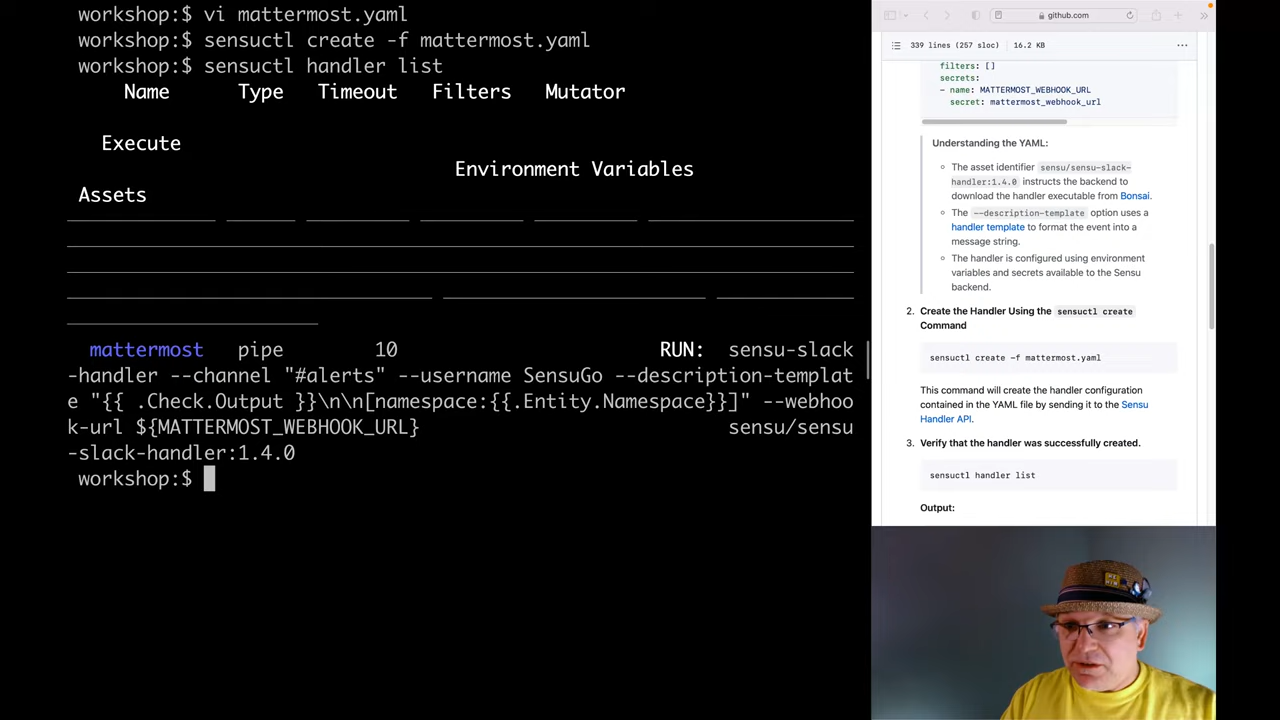 workshop:$ vi mattermost.yaml
workshop:$ sensuctl create -f mattermost.yaml
workshop:$ sensuctl handler list
Name Type Timeout Filters Mutator
Execute
Environment Variables
Assets
mattermost pipe 10 RUN: sensu-slack
-handler --channel "#alerts" --username SensuGo --description-templat
e "{{ .Check.Output }}\n\n[namespace:{{.Entity.Namespace}}]" --webhoo
k-url ${MATTERMOST_WEBHOOK_URL} sensu/sensu
-slack-handler:1.4.0
workshop:$
github.com
339 lines (257 sloc) 16.2 KB
filters: []
secrets:
- name: MATTERMOST_WEBHOOK_URL
secret: mattermost_webhook_url
Understanding the YAML:
The asset identifier sensu/sensu-slack-
handler:1.4.0 instructs the backend to
download the handler executable from Bonsai.
The --description-template option uses a
handler template to format the event into a
message string.
The handler is configured using environment
variables and secrets available to the Sensu
backend.
2. Create the Handler Using the sensuctl create
Command
sensuctl create -f mattermost.yaml
This command will create the handler configuration
contained in the YAML file by sending it to the Sensu
Handler API.
3. Verify that the handler was successfully created.
sensuctl handler list
Output: